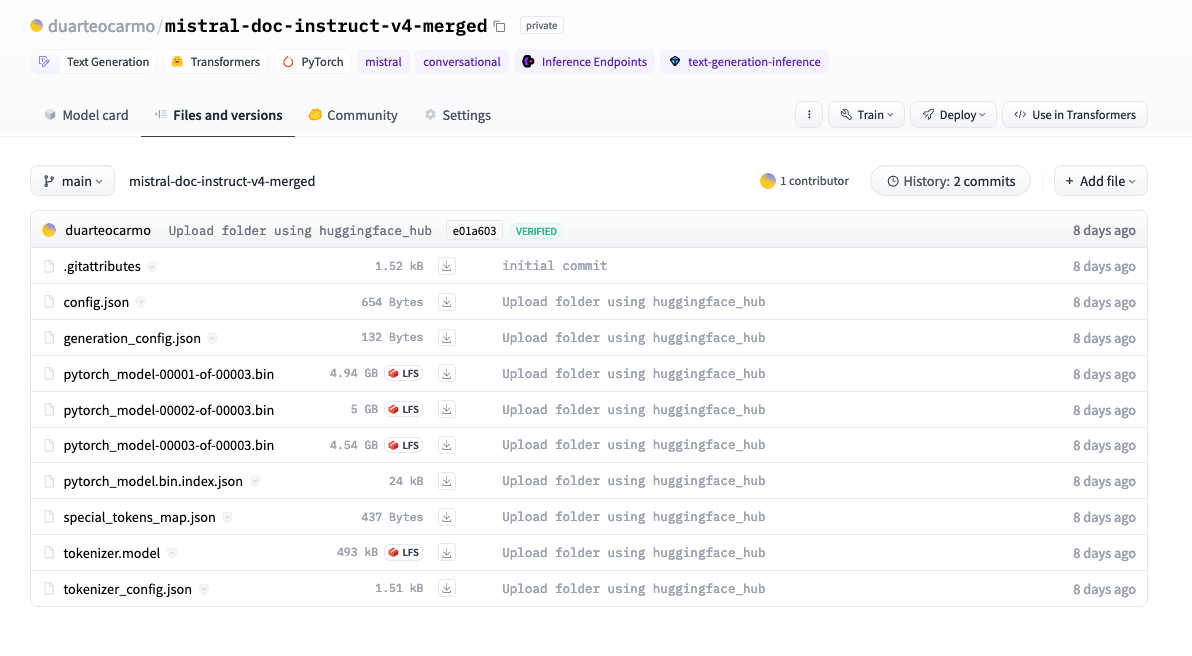 duarteocarmo/mistral-doc-instruct-v4-merged private
Text Generation Transformers PyTorch mistral conversational Inference Endpoints text-generation-inference
Model card Files and versions Community Settings Train Deploy </> Use in Transformers
main mistral-doc-instruct-v4-merged 1 contributor History: 2 commits + Add file
duarteocarmo Upload folder using huggingface_hub e01a603 VERIFIED 8 days ago
.gitattributes 1.52 kB initial commit 8 days ago
config.json 654 Bytes Upload folder using huggingface_hub 8 days ago
generation_config.json 132 Bytes Upload folder using huggingface_hub 8 days ago
pytorch_model-00001-of-00003.bin 4.94 GB LFS Upload folder using huggingface_hub 8 days ago
pytorch_model-00002-of-00003.bin 5 GB LFS Upload folder using huggingface_hub 8 days ago
pytorch_model-00003-of-00003.bin 4.54 GB LFS Upload folder using huggingface_hub 8 days ago
pytorch_model.bin.index.json 24 kB Upload folder using huggingface_hub 8 days ago
special_tokens_map.json 437 Bytes Upload folder using huggingface_hub 8 days ago
tokenizer.model 493 kB LFS Upload folder using huggingface_hub 8 days ago
tokenizer_config.json 1.51 kB Upload folder using huggingface_hub 8 days ago